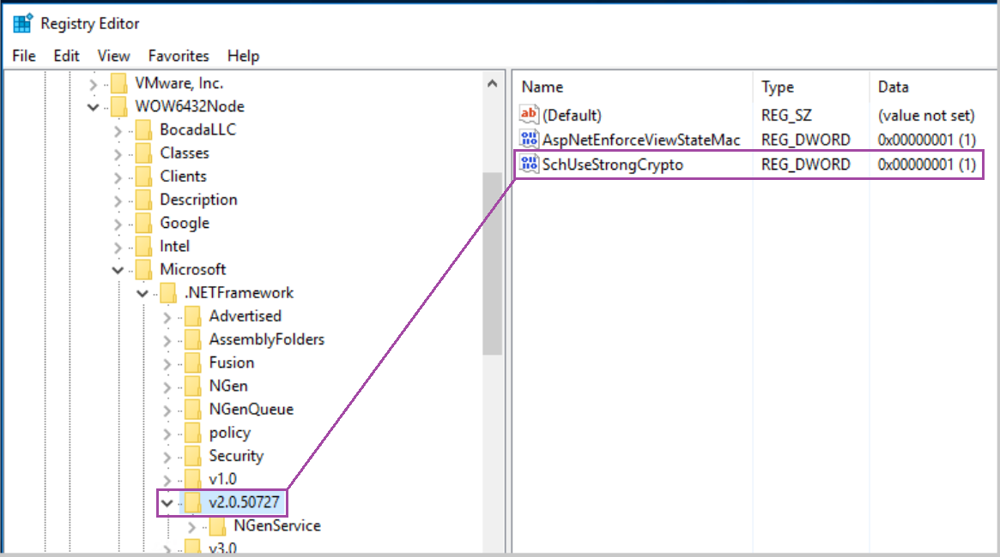 Registry Editor
File Edit View Favorites Help
VMware, Inc.
WOW6432Node
BocadaLLC
Classes
Clients
Description
Google
Intel
Microsoft
.NETFramework
Advertised
AssemblyFolders
Fusion
NGen
NGenQueue
policy
Security
v1.0
v2.0.50727
NGenService
v3.0
Name Type Data
ab (Default) REG_SZ (value not set)
AspNetEnforceViewStateMac REG_DWORD 0x00000001 (1)
SchUseStrongCrypto REG_DWORD 0x00000001 (1)